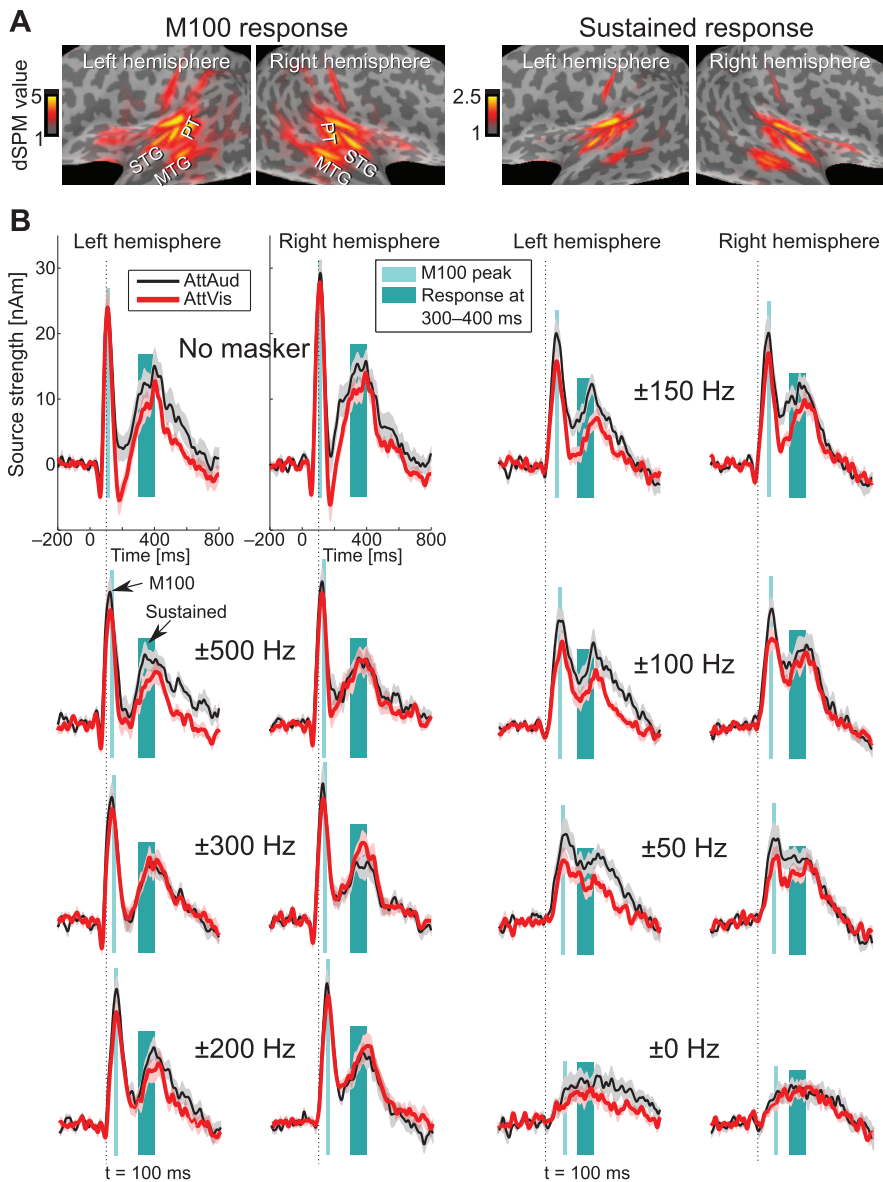 A
M100 response
Sustained response
Left hemisphere
Right hemisphere
Left hemisphere
Right hemisphere
dSPM value
5
1
2.5
1
PT
STG
MTG
PT
STG
MTG
B
Left hemisphere
Right hemisphere
Left hemisphere
Right hemisphere
Source strength [nAm]
30
20
10
0
AttAud
AttVis
M100 peak
Response at
300–400 ms
No masker
±150 Hz
–200 0 400 800
Time [ms]
–200 0 400 800
Time [ms]
M100
Sustained
±500 Hz
±100 Hz
±300 Hz
±50 Hz
±200 Hz
±0 Hz
t = 100 ms
t = 100 ms